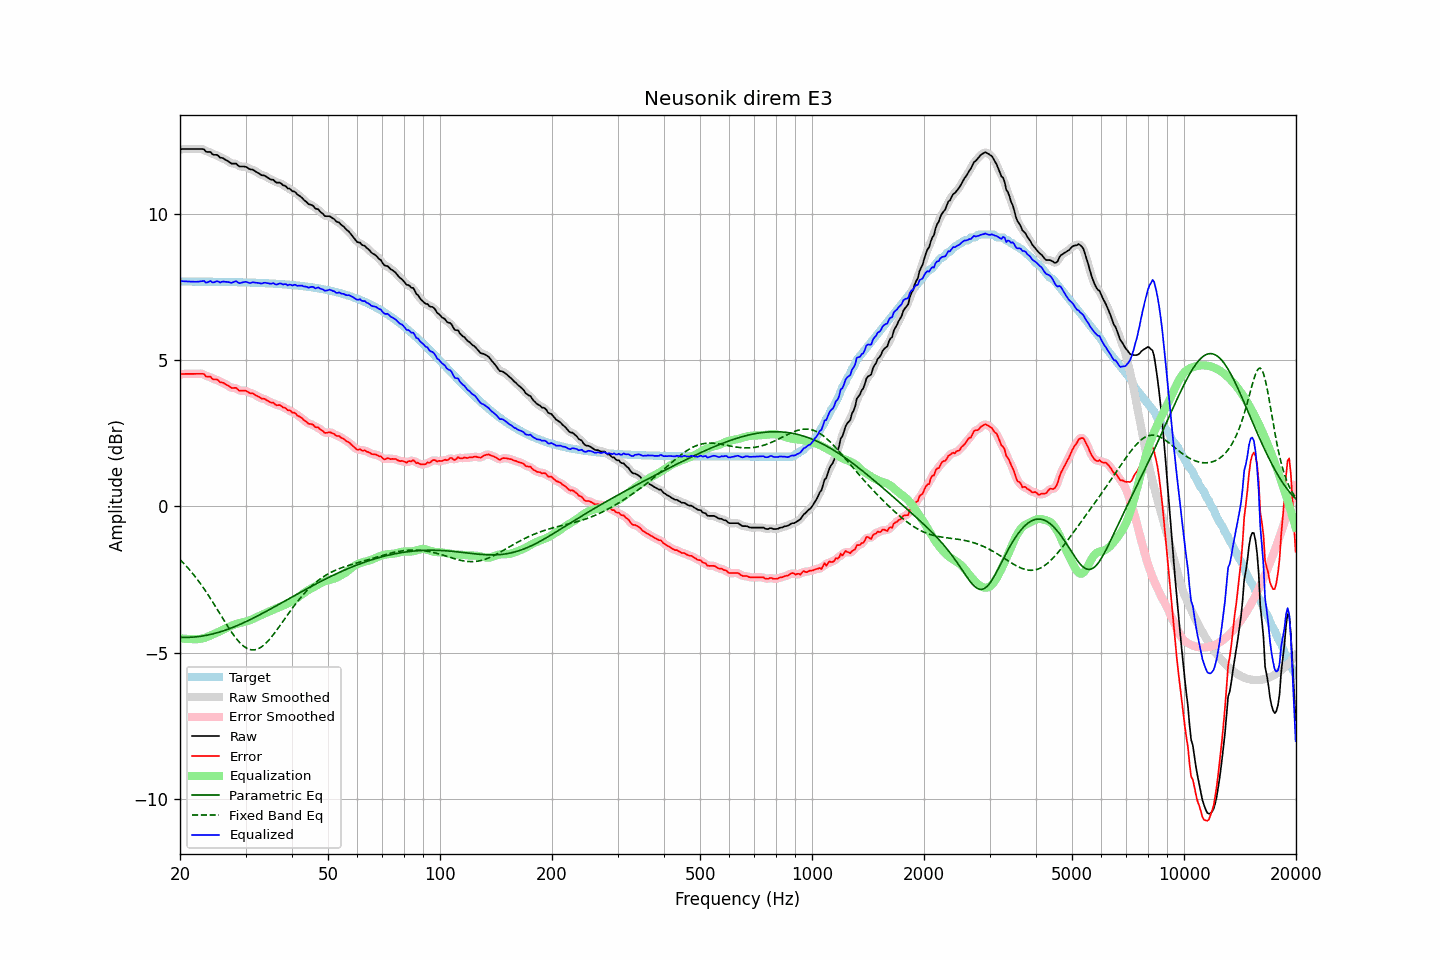 Neusonik direm E3
Amplitude (dBr)
10
5
0
−5
−10
Target
Raw Smoothed
Error Smoothed
Raw
Error
Equalization
Parametric Eq
Fixed Band Eq
Equalized
20 50 100 200 500 1000 2000 5000 10000 20000
Frequency (Hz)